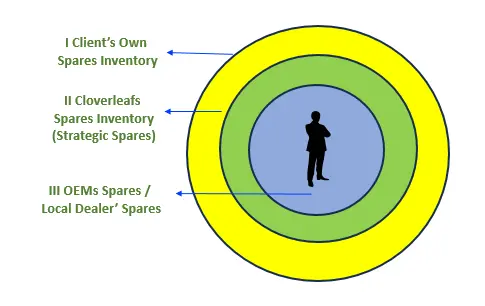 I Client’s Own
Spares Inventory
II Cloverleafs
Spares Inventory
(Strategic Spares)
III OEMs Spares /
Local Dealer’ Spares